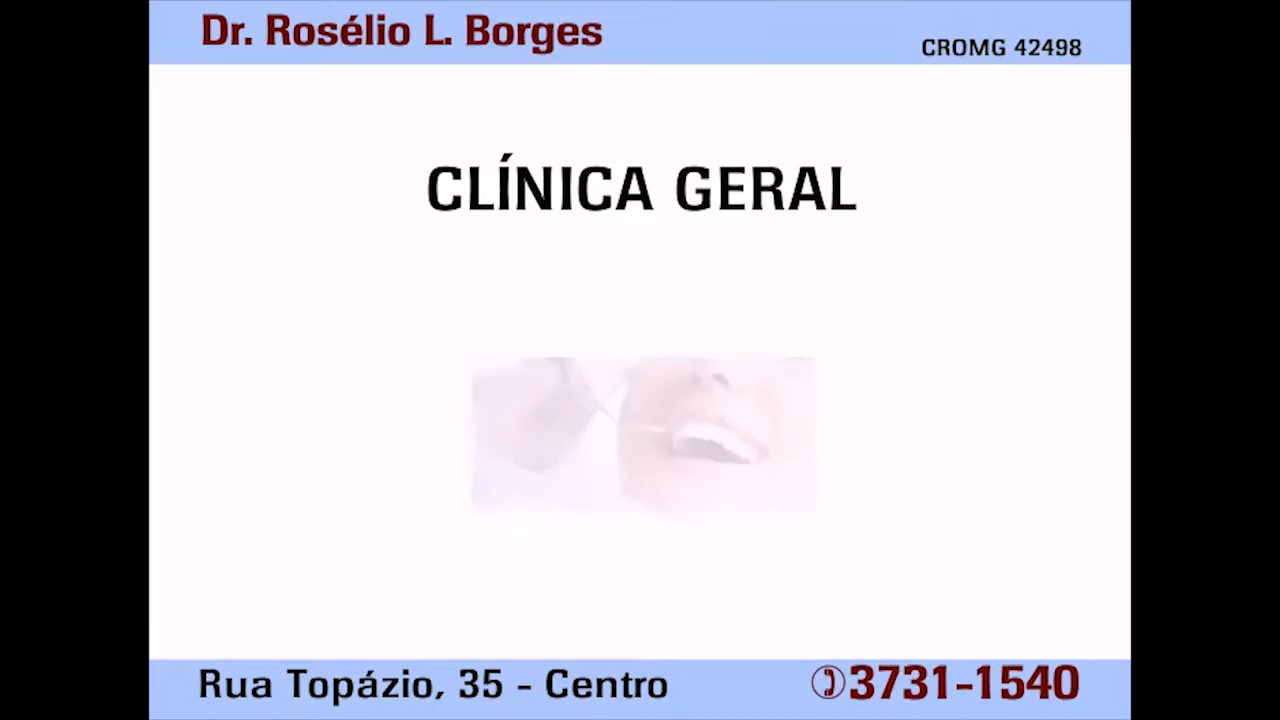 Dr. Rosélio L. Borges
CROMG 42498
CLÍNICA GERAL
Rua Topázio, 35 - Centro
✆3731-1540